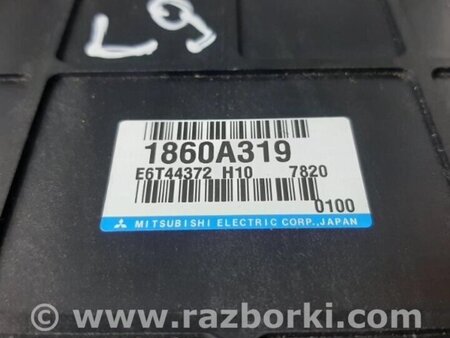 L9
1860A319
E6T44372 H10 7820
0100
MITSUBISHI ELECTRIC CORP.,JAPAN
© www.razborki.com